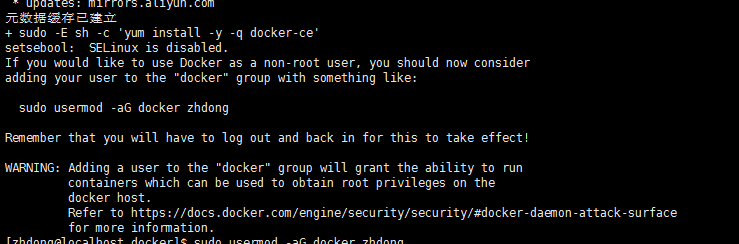 * updates: mirrors.aliyun.com
元数据缓存已建立
+ sudo -E sh -c 'yum install -y -q docker-ce'
setsebool:  SELinux is disabled.
If you would like to use Docker as a non-root user, you should now consider
adding your user to the "docker" group with something like:
  sudo usermod -aG docker zhdong
Remember that you will have to log out and back in for this to take effect!
WARNING: Adding a user to the "docker" group will grant the ability to run
         containers which can be used to obtain root privileges on the
         docker host.
         Refer to https://docs.docker.com/engine/security/security/#docker-daemon-attack-surface
         for more information.
[zhdong@localhost docker]$ sudo usermod -aG docker zhdong